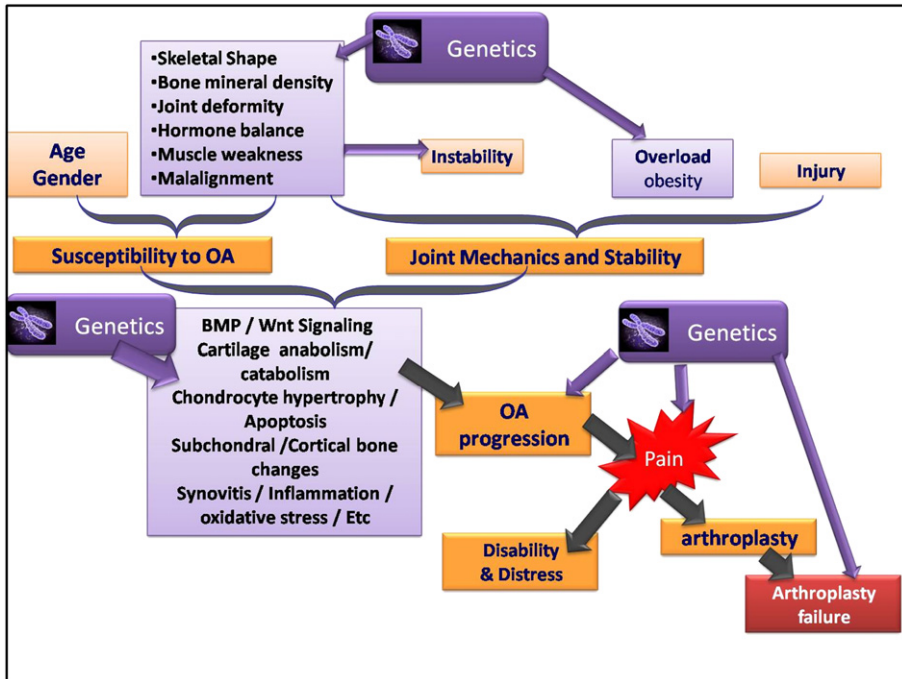 Genetics
•Skeletal Shape
•Bone mineral density
•Joint deformity
•Hormone balance
•Muscle weakness
•Malalignment
Age
Gender
Instability
Overload
obesity
Injury
Susceptibility to OA
Joint Mechanics and Stability
Genetics
BMP / Wnt Signaling
Cartilage anabolism/
catabolism
Chondrocyte hypertrophy /
Apoptosis
Subchondral /Cortical bone
changes
Synovitis / Inflammation /
oxidative stress / Etc
Genetics
OA
progression
Pain
Disability
& Distress
arthroplasty
Arthroplasty
failure